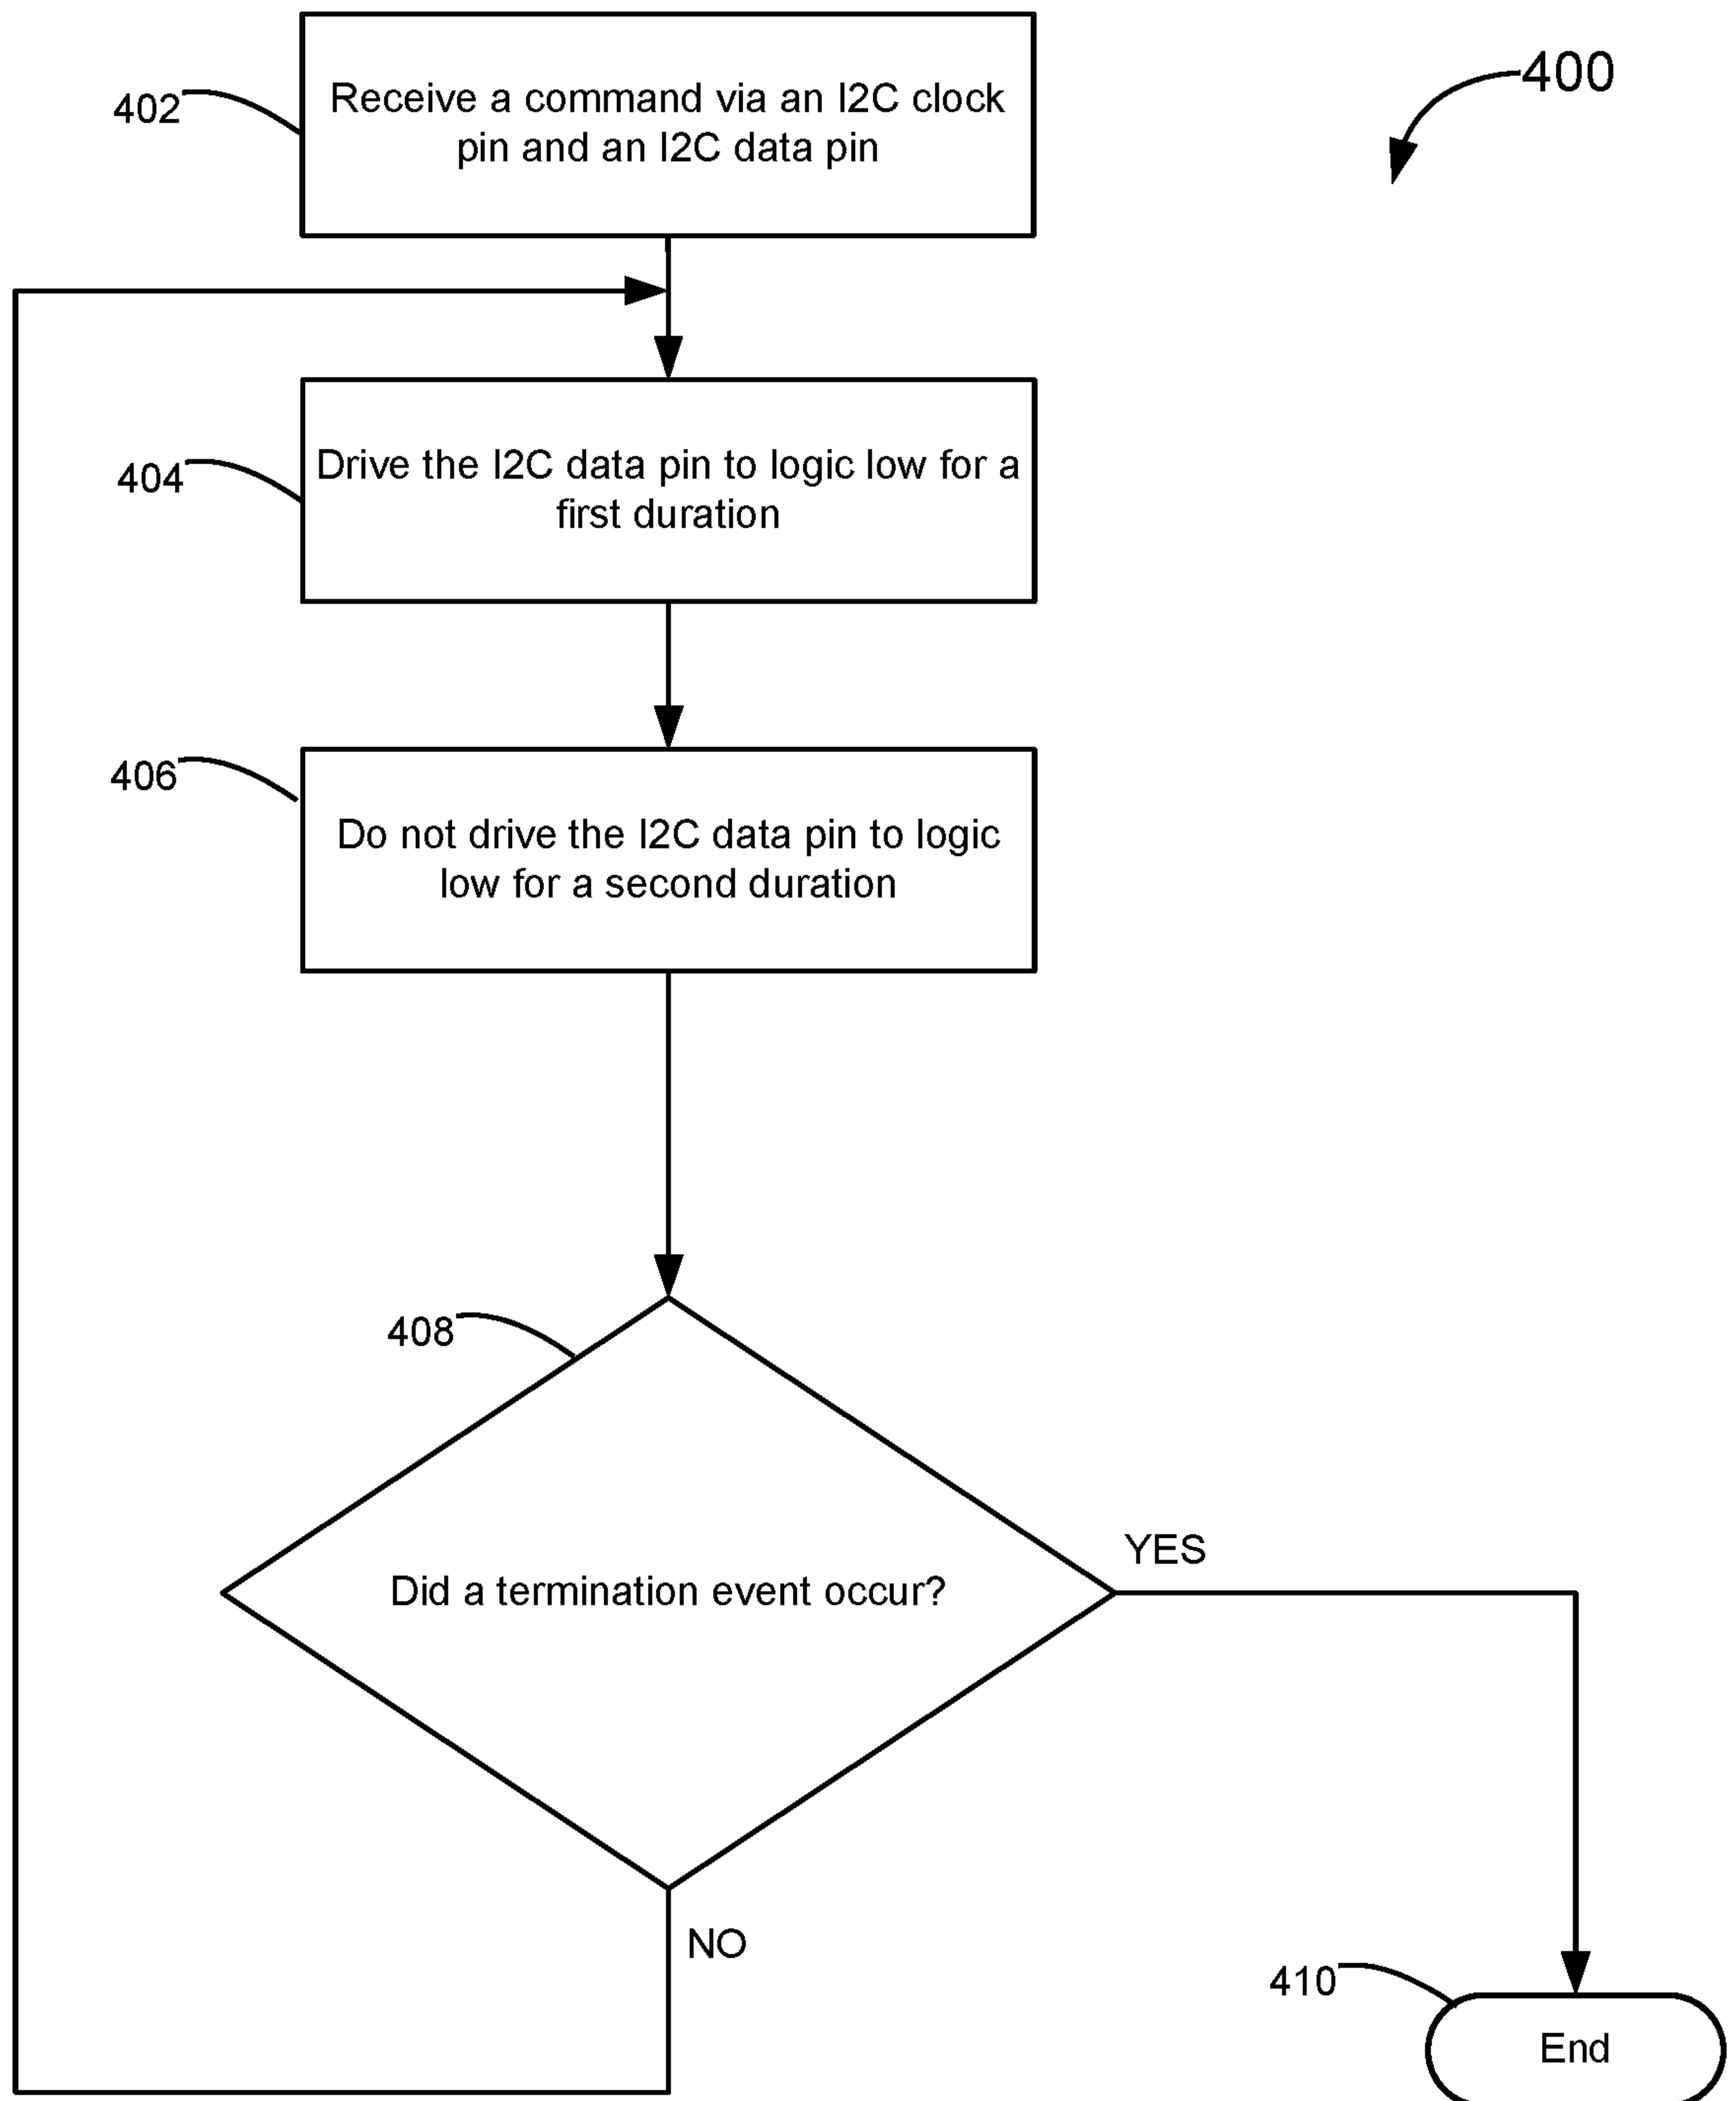 400
402
Receive a command via an I2C clock
pin and an I2C data pin
404
Drive the I2C data pin to logic low for a
first duration
406
Do not drive the I2C data pin to logic
low for a second duration
408
Did a termination event occur?
YES
NO
410
End